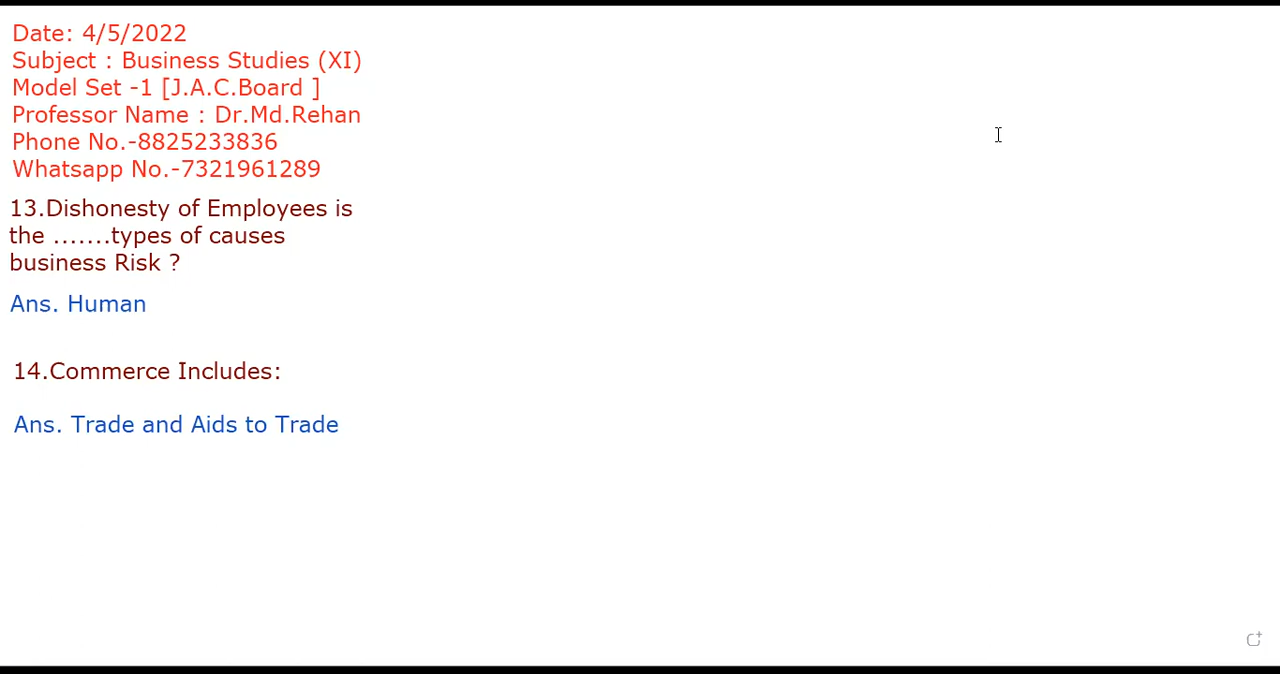 Date: 4/5/2022
Subject : Business Studies (XI)
Model Set -1 [J.A.C.Board ]
Professor Name : Dr.Md.Rehan
Phone No.-8825233836
Whatsapp No.-7321961289
13.Dishonesty of Employees is
the .......types of causes
business Risk ?
Ans. Human
14.Commerce Includes:
Ans. Trade and Aids to Trade